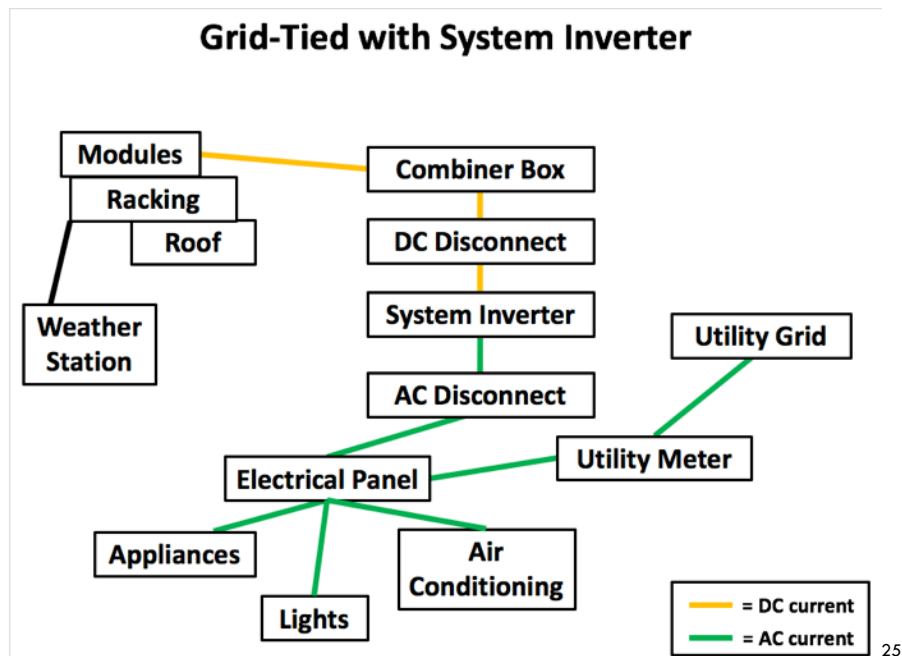 Grid-Tied with System Inverter
Modules
Combiner Box
Racking
Roof
DC Disconnect
Weather
Station
System Inverter
Utility Grid
AC Disconnect
Utility Meter
Electrical Panel
Appliances
Air
Conditioning
Lights
= DC current
= AC current
25